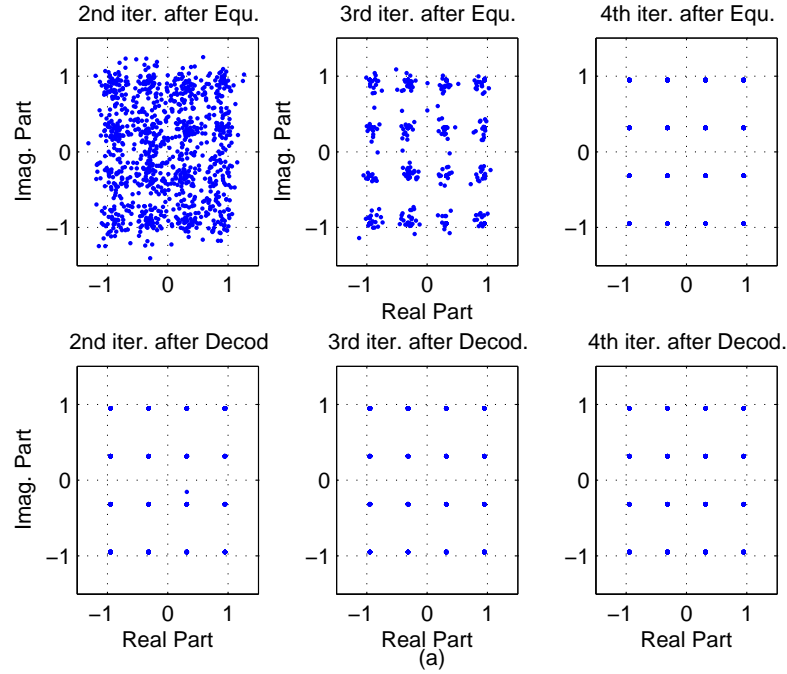 2nd iter. after Equ.
3rd iter. after Equ.
4th iter. after Equ.
Imag. Part
1
0
−1
−1 0 1
Imag. Part
1
0
−1
−1 0 1
Real Part
1
0
−1
−1 0 1
2nd iter. after Decod
3rd iter. after Decod.
4th iter. after Decod.
Imag. Part
1
0
−1
−1 0 1
Real Part
1
0
−1
−1 0 1
Real Part
1
0
−1
−1 0 1
Real Part
(a)